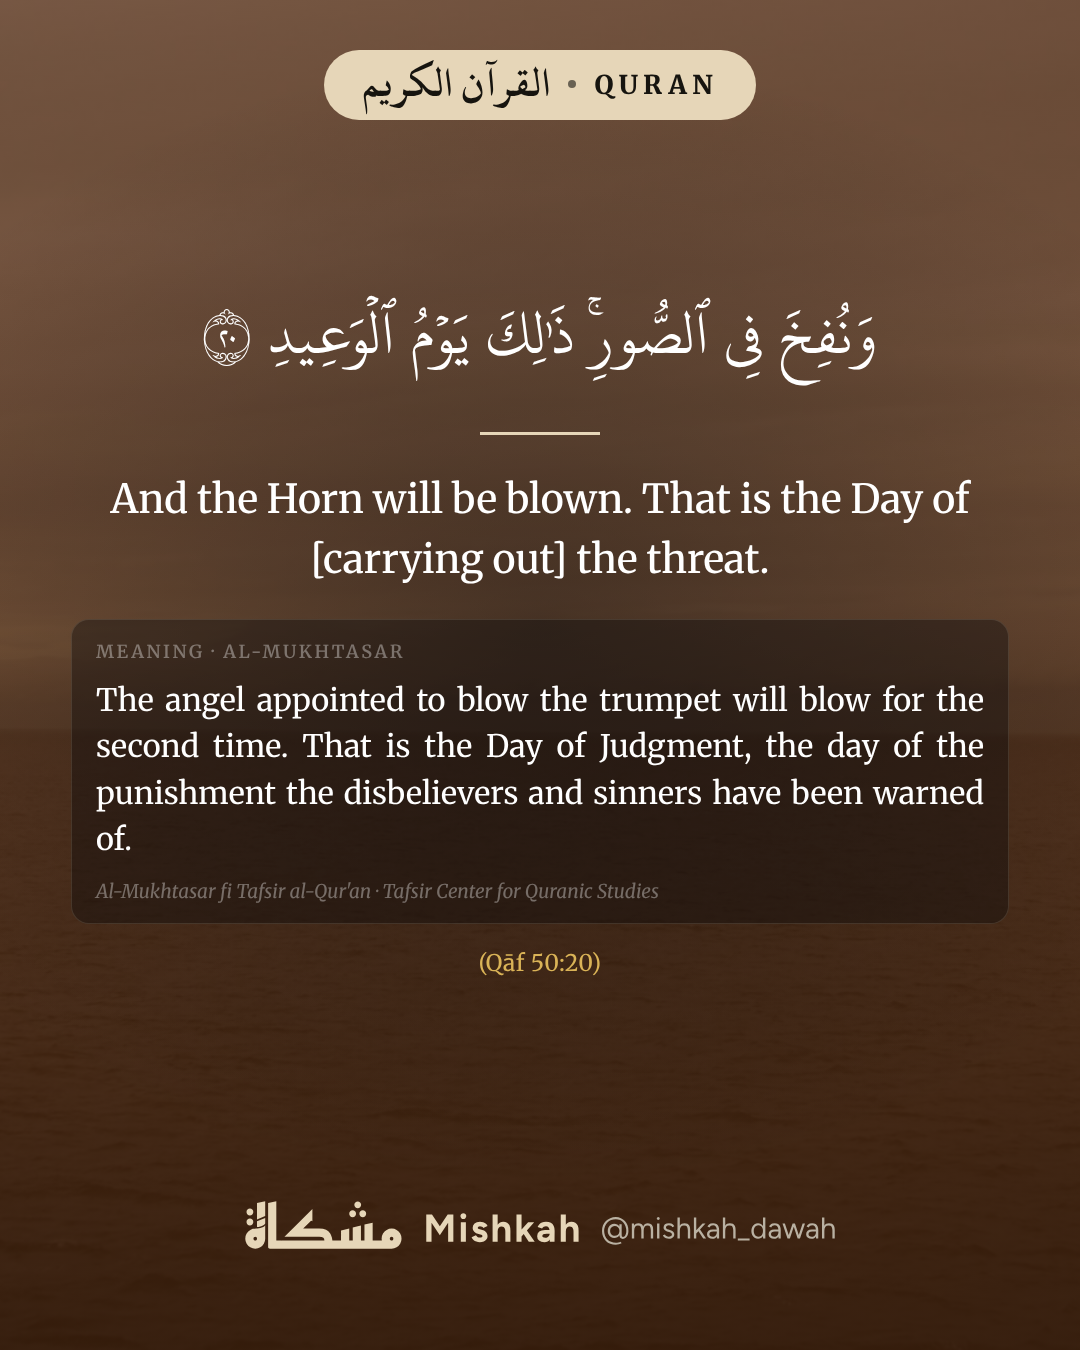 القرآن الكريم • QURAN
وَنُفِخَ فِى ٱلصُّورِ ۚ ذَٰلِكَ يَوْمُ ٱلْوَعِيدِ ٢٠
And the Horn will be blown. That is the Day of
[carrying out] the threat.
MEANING · AL-MUKHTASAR
The angel appointed to blow the trumpet will blow for the
second time. That is the Day of Judgment, the day of the
punishment the disbelievers and sinners have been warned
of.
Al-Mukhtasar fi Tafsir al-Qur'an · Tafsir Center for Quranic Studies
(Qāf 50:20)
مشكاة Mishkah @mishkah_dawah